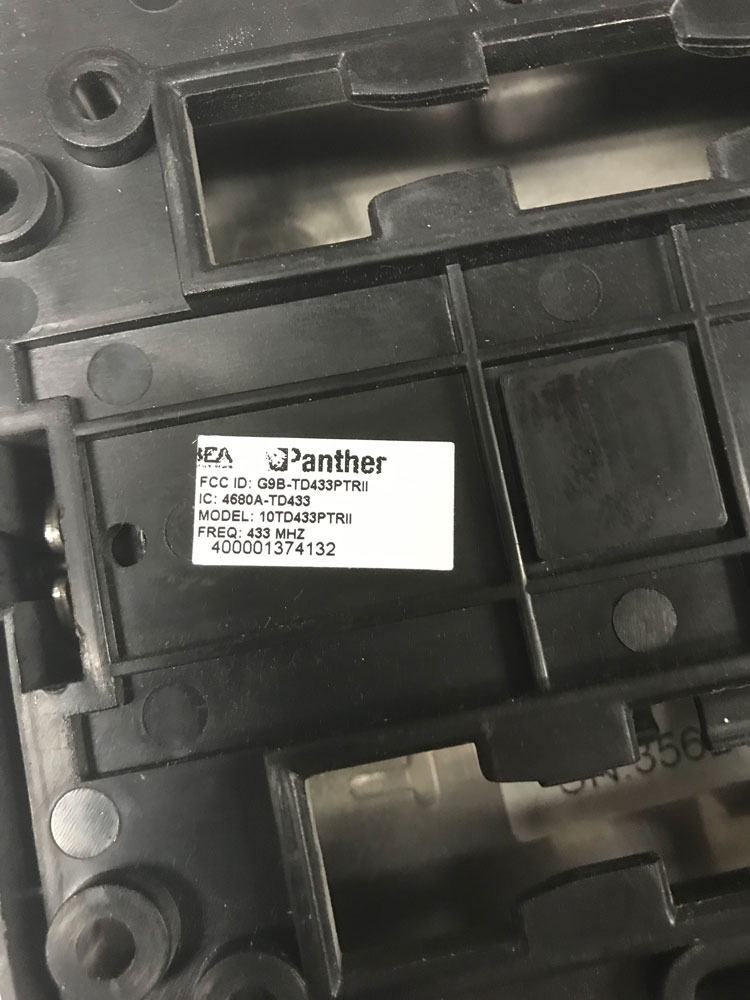 BEA Panther
FCC ID: G9B-TD433PTRII
IC: 4680A-TD433
MODEL: 10TD433PTRII
FREQ: 433 MHZ
400001374132